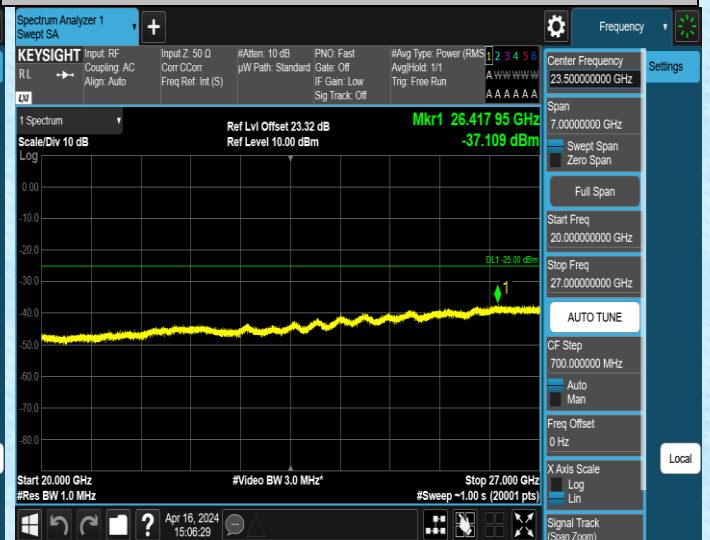 Spectrum Analyzer 1
Swept SA
Frequency
KEYSIGHT
RL
LXI
Input: RF
Coupling: AC
Align: Auto
Input Z: 50 Ω
Corr CCorr
Freq Ref: Int (S)
#Atten: 10 dB
µW Path: Standard
PNO: Fast
Gate: Off
IF Gain: Low
Sig Track: Off
#Avg Type: Power (RMS
Avg|Hold: 1/1
Trig: Free Run
1 2 3 4 5 6
A W W W W W
A A A A A A
Center Frequency
23.500000000 GHz
Settings
Span
7.00000000 GHz
Swept Span
Zero Span
Full Span
Start Freq
20.000000000 GHz
Stop Freq
27.000000000 GHz
AUTO TUNE
CF Step
700.000000 MHz
Auto
Man
Freq Offset
0 Hz
X Axis Scale
Log
Lin
Signal Track
(Span Zoom)
Local
1 Spectrum
Scale/Div 10 dB
Log
Ref Lvl Offset 23.32 dB
Ref Level 10.00 dBm
Mkr1 26.417 95 GHz
-37.109 dBm
0.00
-10.0
-20.0
DL1 -25.00 dBm
-30.0
1
-40.0
-50.0
-60.0
-70.0
-80.0
Start 20.000 GHz
#Res BW 1.0 MHz
#Video BW 3.0 MHz*
Stop 27.000 GHz
#Sweep ~1.00 s (20001 pts)
?
Apr 16, 2024
15:06:29